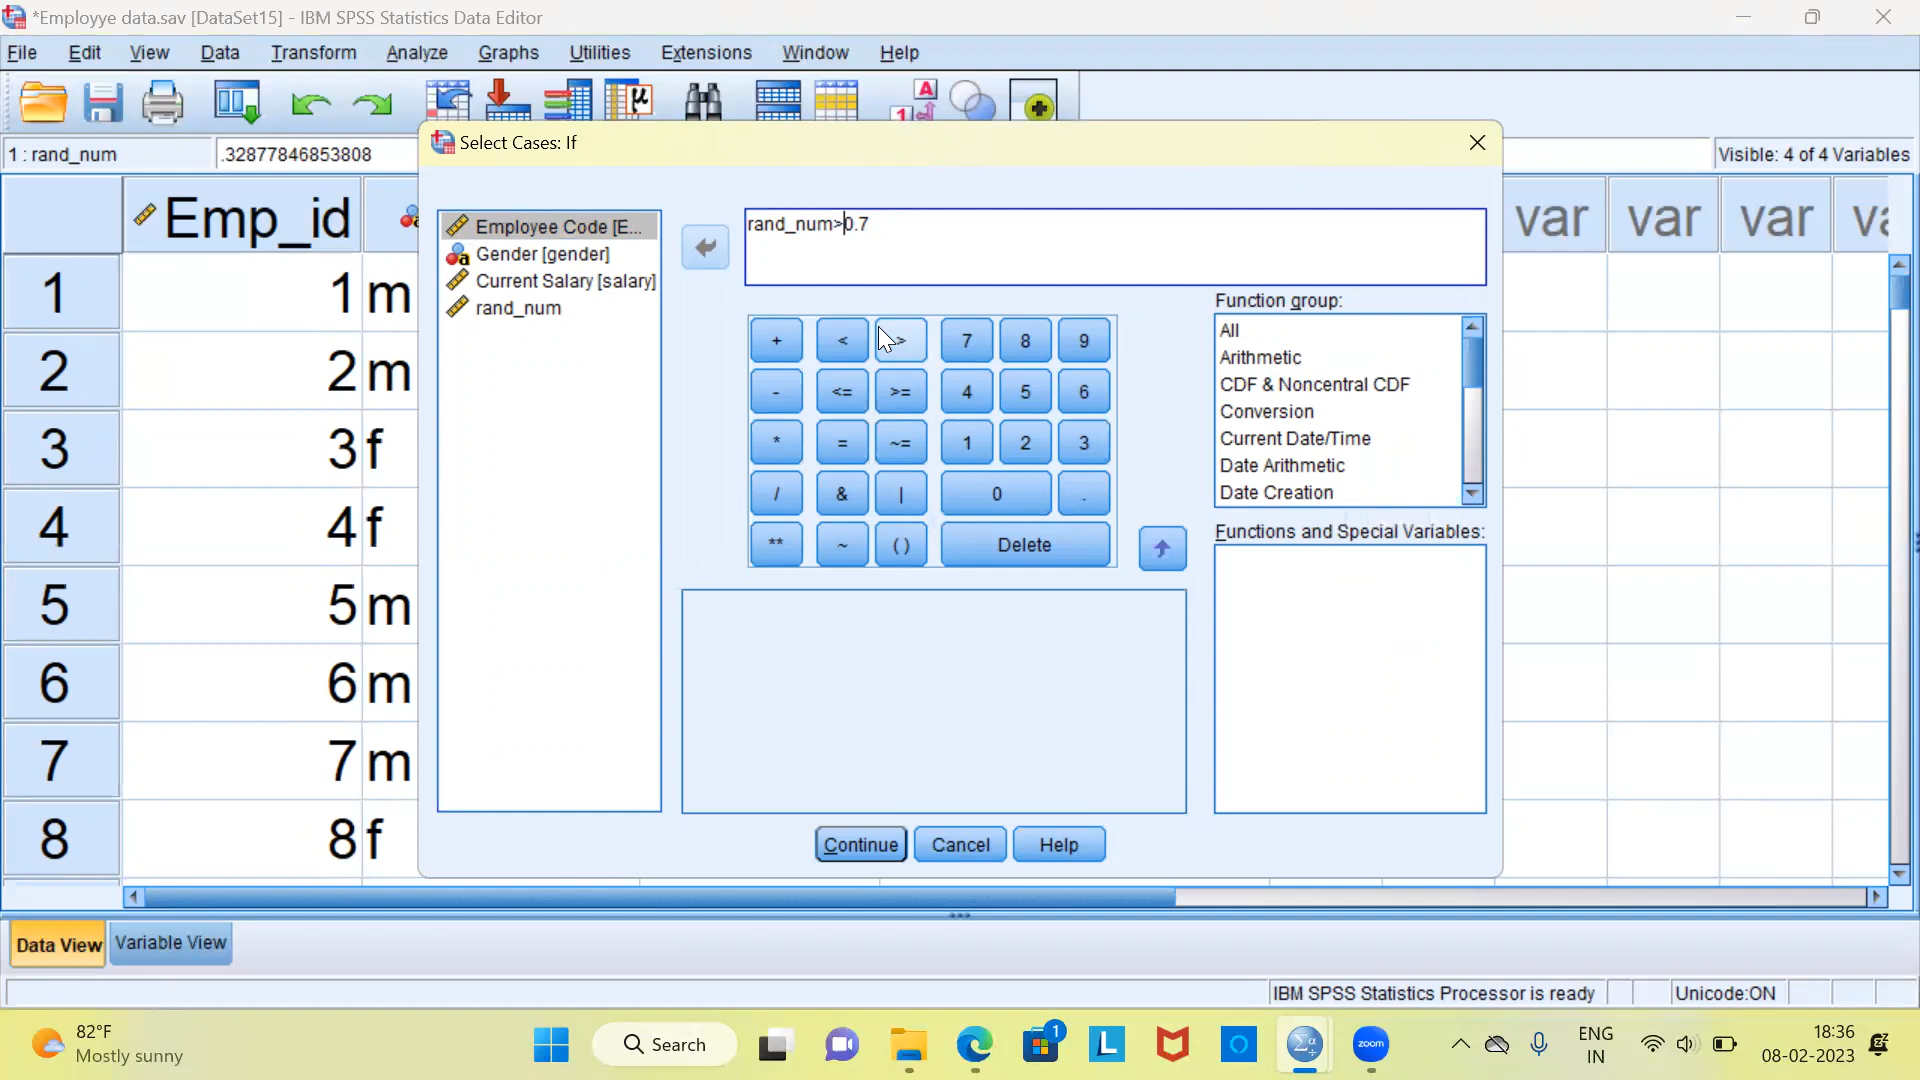 *Employye data.sav [DataSet15] - IBM SPSS Statistics Data Editor
File Edit View Data Transform Analyze Graphs Utilities Extensions Window Help
1 : rand_num .32877846853808 Visible: 4 of 4 Variables
Select Cases: If
Emp_id var var var
1 1 m
2 2 m
3 3 f
4 4 f
5 5 m
6 6 m
7 7 m
8 8 f
Employee Code [E...
Gender [gender]
Current Salary [salary]
rand_num
rand_num>0.7
+ < > 7 8 9
- <= >= 4 5 6
* = ~= 1 2 3
/ & | 0 .
** ~ ( ) Delete
Function group:
All
Arithmetic
CDF & Noncentral CDF
Conversion
Current Date/Time
Date Arithmetic
Date Creation
Functions and Special Variables:
Continue Cancel Help
Data View Variable View
IBM SPSS Statistics Processor is ready Unicode:ON
82°F
Mostly sunny
Search
1
L
zoom
ENG
IN
18:36
08-02-2023